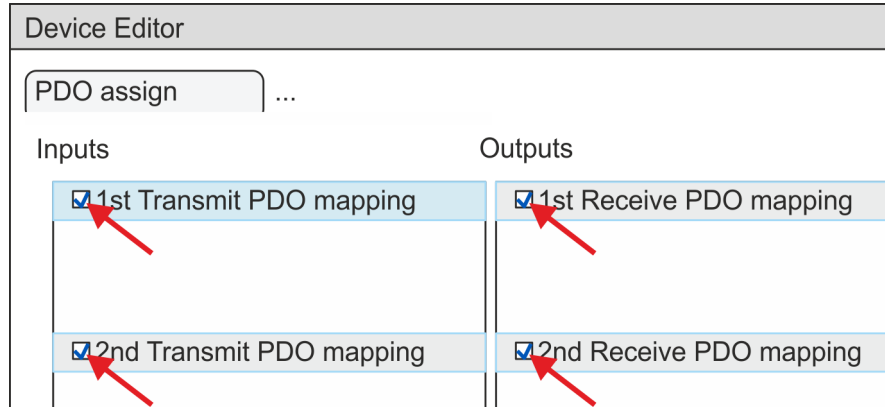 Device Editor
PDO assign ...
Inputs Outputs
1st Transmit PDO mapping 1st Receive PDO mapping
2nd Transmit PDO mapping 2nd Receive PDO mapping